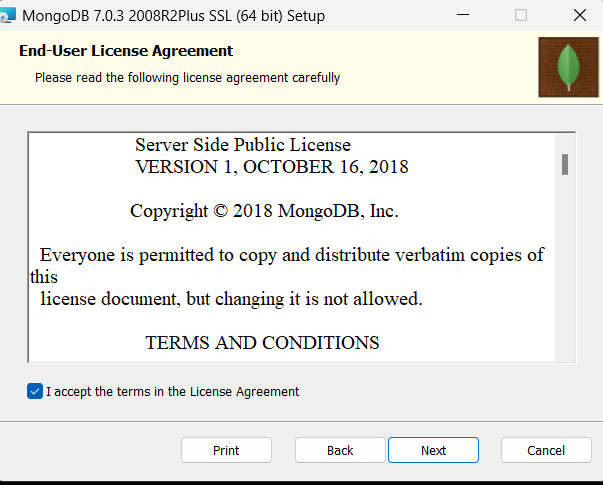 MongoDB 7.0.3 2008R2Plus SSL (64 bit) Setup
End-User License Agreement
Please read the following license agreement carefully
Server Side Public License
VERSION 1, OCTOBER 16, 2018
Copyright © 2018 MongoDB, Inc.
Everyone is permitted to copy and distribute verbatim copies of
this
license document, but changing it is not allowed.
TERMS AND CONDITIONS
I accept the terms in the License Agreement
Print
Back
Next
Cancel